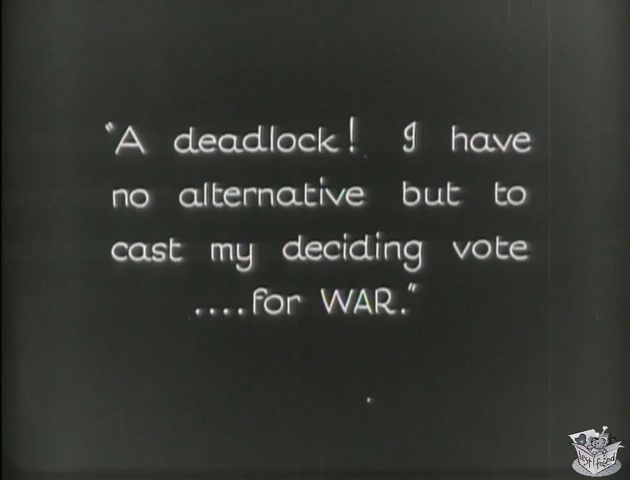 "A deadlock! I have
no alternative but to
cast my deciding vote
....for WAR."